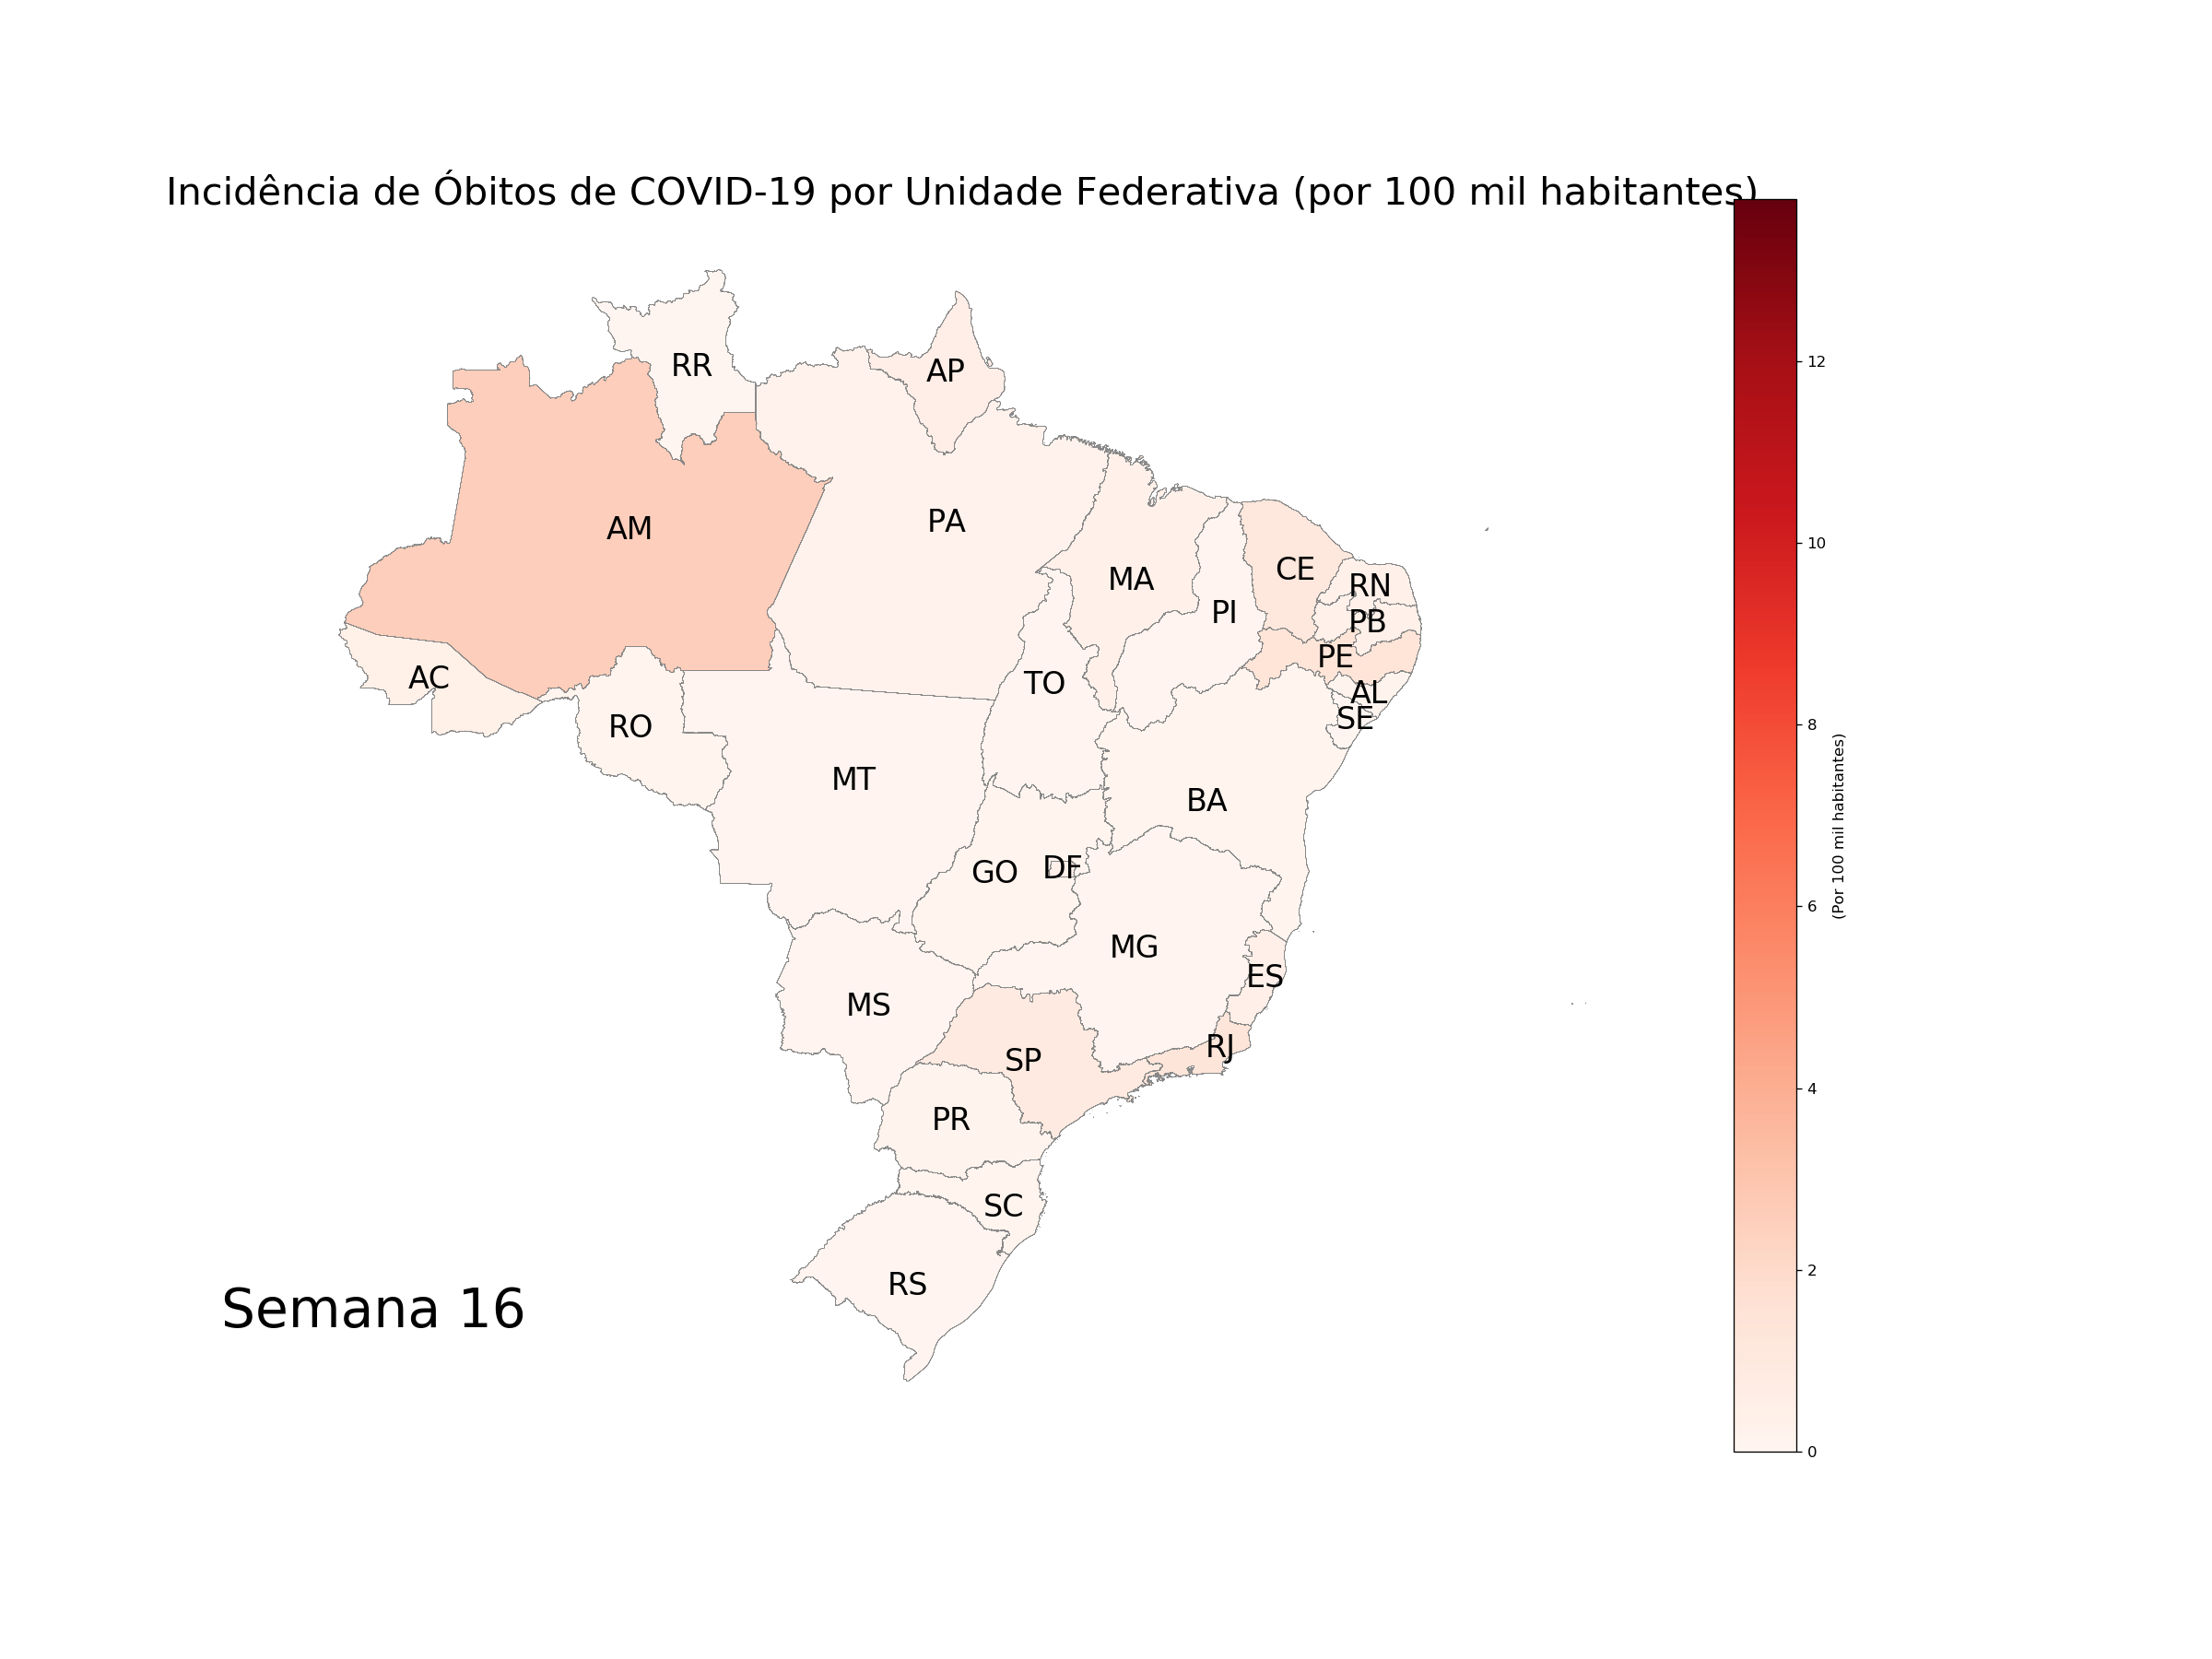 Incidência de Óbitos de COVID-19 por Unidade Federativa (por 100 mil habitantes)
RR
AP
AM
PA
MA
CE
RN
PI
PB
PE
AC
TO
AL
SE
RO
MT
BA
GO
DF
MG
ES
MS
RJ
SP
PR
SC
RS
Semana 16
12
10
8
6
4
2
0
(Por 100 mil habitantes)